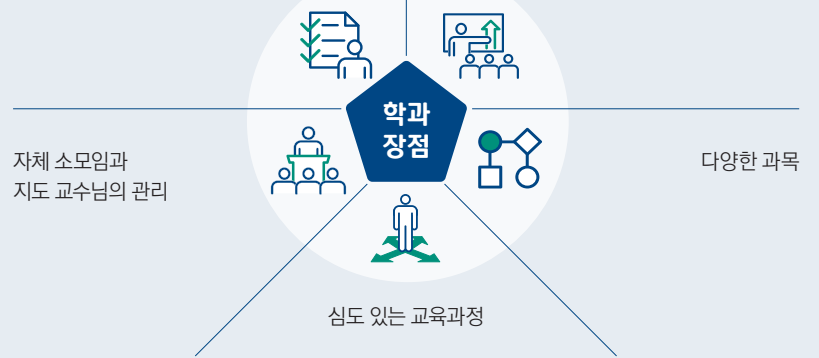 학과
장점
자체 소모임과
지도 교수님의 관리
다양한 과목
심도 있는 교육과정